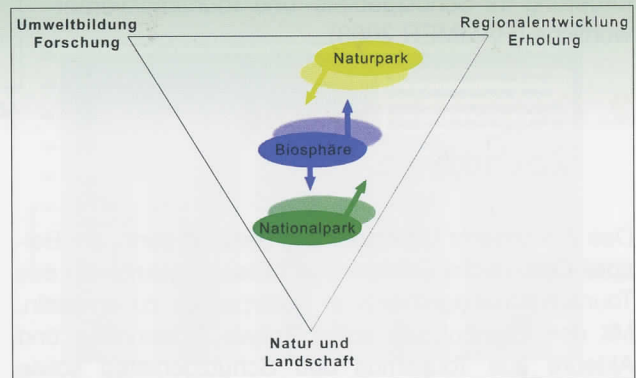 Umweltbildung
Forschung
Regionalentwicklung
Erholung
Naturpark
Biosphäre
Nationalpark
Natur und
Landschaft